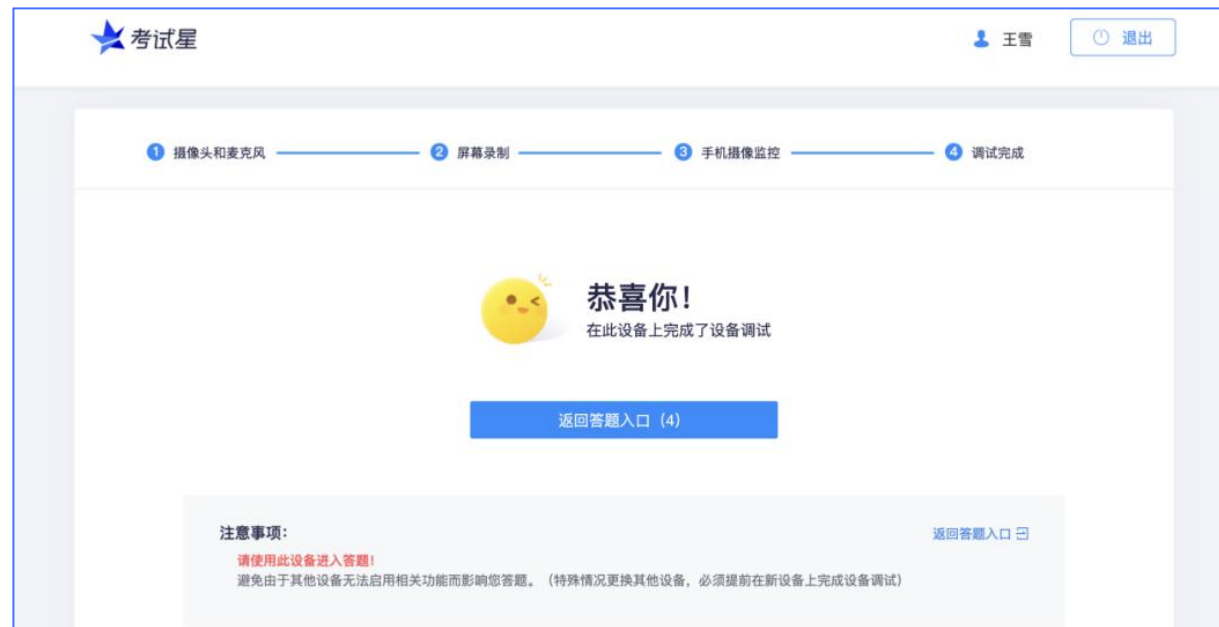 考试星
王雪
退出
1 摄像头和麦克风 2 屏幕录制 3 手机摄像监控 4 调试完成
恭喜你！
在此设备上完成了设备调试
返回答题入口（4）
注意事项：
返回答题入口
请使用此设备进入答题！
避免由于其他设备无法启用相关功能而影响您答题。（特殊情况更换其他设备，必须提前在新设备上完成设备调试）